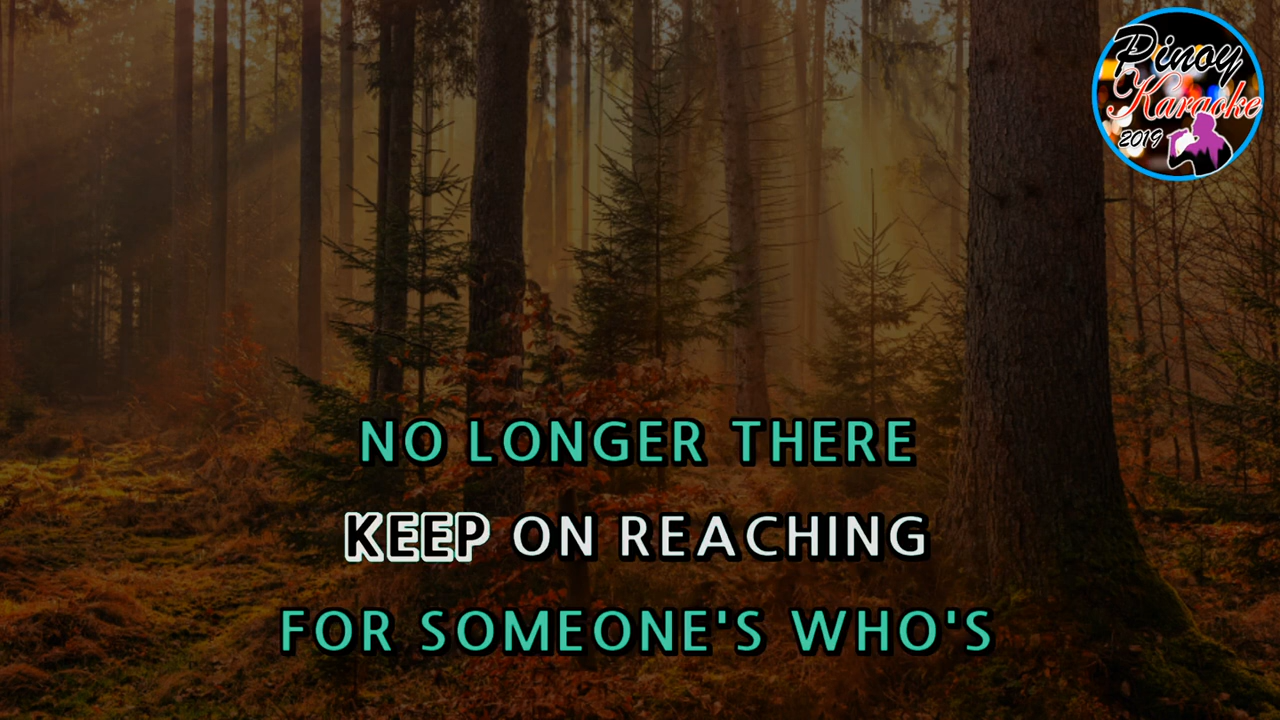 Pinoy
Karaoke
2019
NO LONGER THERE
KEEP ON REACHING
FOR SOMEONE'S WHO'S